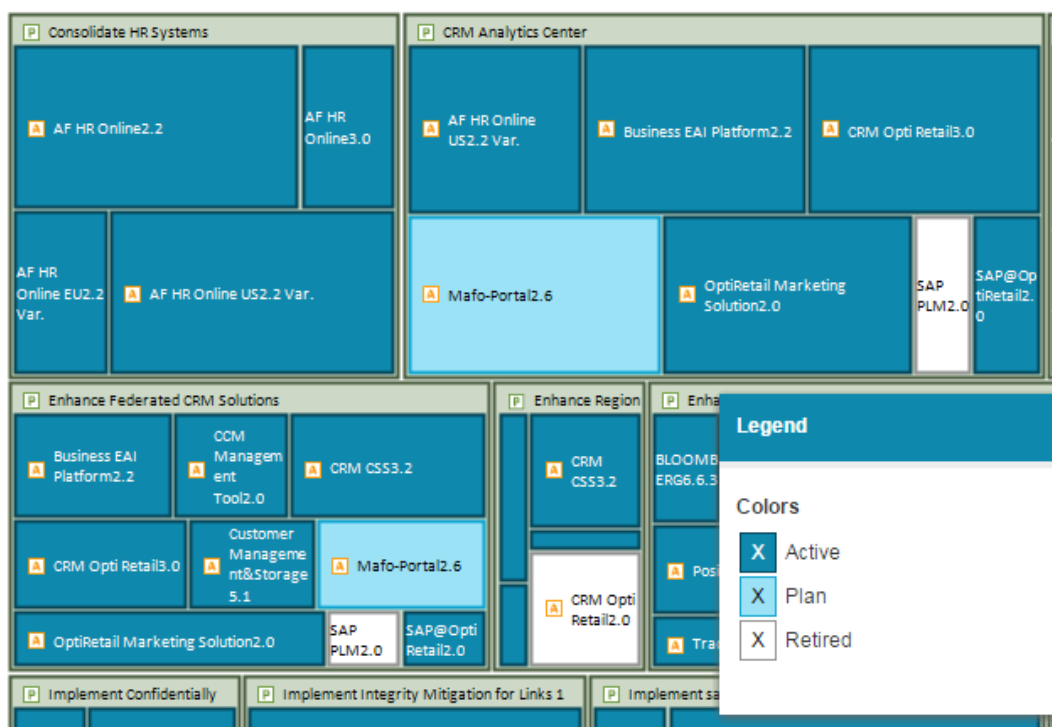 P Consolidate HR Systems
A AF HR Online2.2
AF HR
Online3.0
AF HR
Online EU2.2
Var.
A AF HR Online US2.2 Var.
P CRM Analytics Center
A AF HR Online
US2.2 Var.
A Business EAI Platform2.2
A CRM Opti Retail3.0
A Mafo-Portal2.6
A OptiRetail Marketing
Solution2.0
SAP
PLM2.0
SAP@Op
tiRetail2.
0
P Enhance Federated CRM Solutions
A Business EAI
Platform2.2
A CCM
Managem
ent
Tool2.0
A CRM CSS3.2
A CRM Opti Retail3.0
A Customer
Manageme
nt&Storage
5.1
A Mafo-Portal2.6
A OptiRetail Marketing Solution2.0
SAP
PLM2.0
SAP@Opti
Retail2.0
P Enhance Region
A CRM
CSS3.2
A CRM Opti
Retail2.0
P Enha
BLOOMB
ERG6.6.3
A Posi
A Trad
Legend
Colors
X Active
X Plan
X Retired
P Implement Confidentially
P Implement Integrity Mitigation for Links 1
P Implement sa